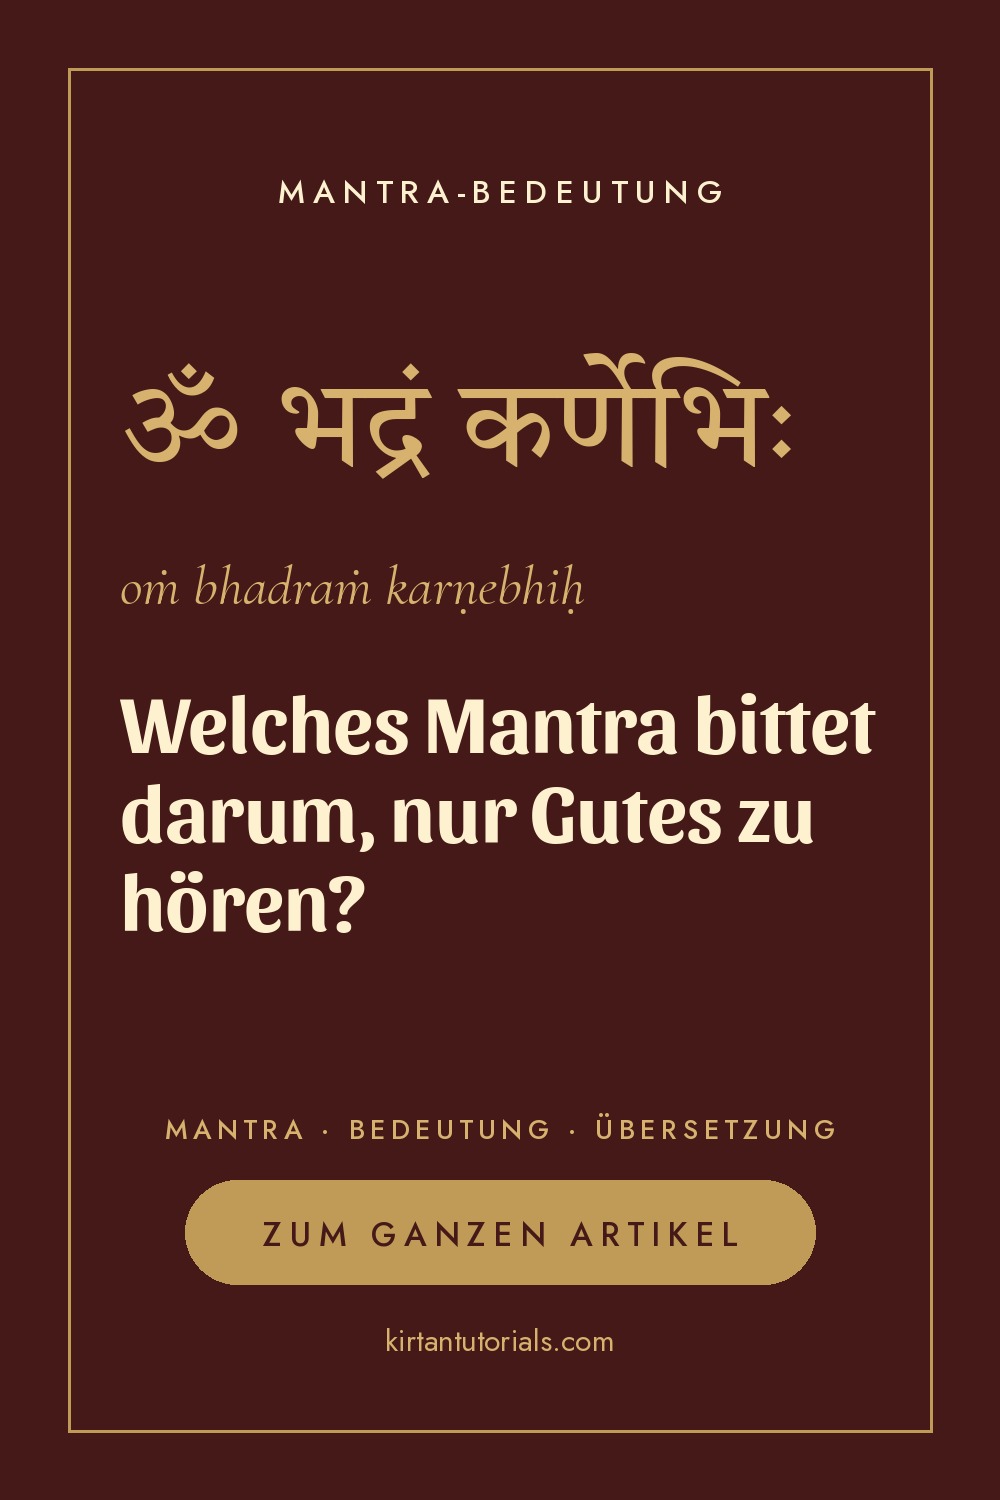 MANTRA-BEDEUTUNG
ॐ भद्रं कर्णेभिः
oṁ bhadraṁ karṇebhiḥ
Welches Mantra bittet
darum, nur Gutes zu
hören?
MANTRA · BEDEUTUNG · ÜBERSETZUNG
ZUM GANZEN ARTIKEL
kirtantutorials.com